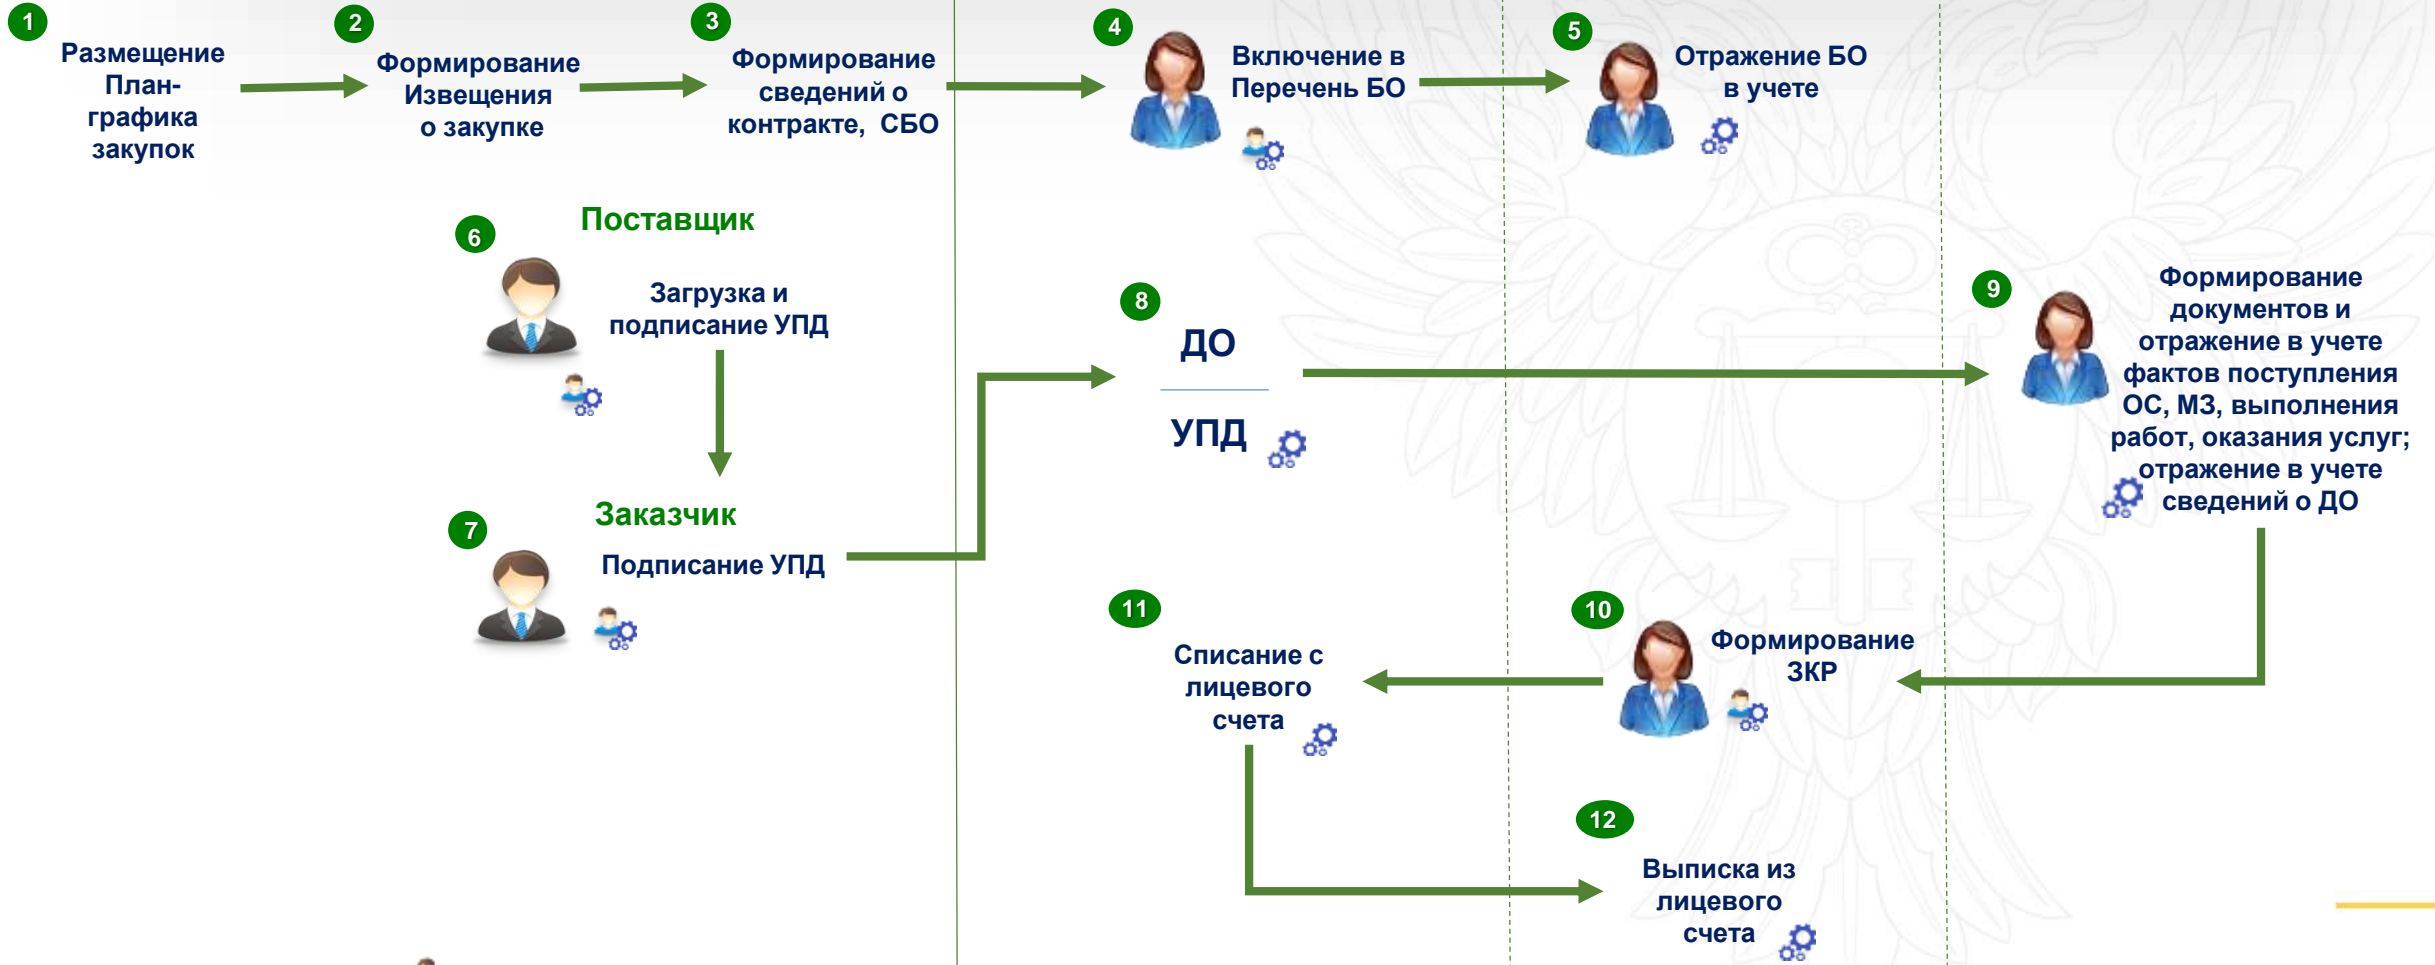 1
Размещение
План-
графика
закупок
2
Формирование
Извещения
о закупке
3
Формирование
сведений о
контракте, СБО
4
Включение в
Перечень БО
5
Отражение БО
в учете
6
Поставщик
Загрузка и
подписание УПД
7
Заказчик
Подписание УПД
8
ДО
УПД
9
Формирование
документов и
отражение в учете
фактов поступления
ОС, МЗ, выполнения
работ, оказания услуг;
отражение в учете
сведений о ДО
10
Формирование
ЗКР
11
Списание с
лицевого
счета
12
Выписка из
лицевого
счета